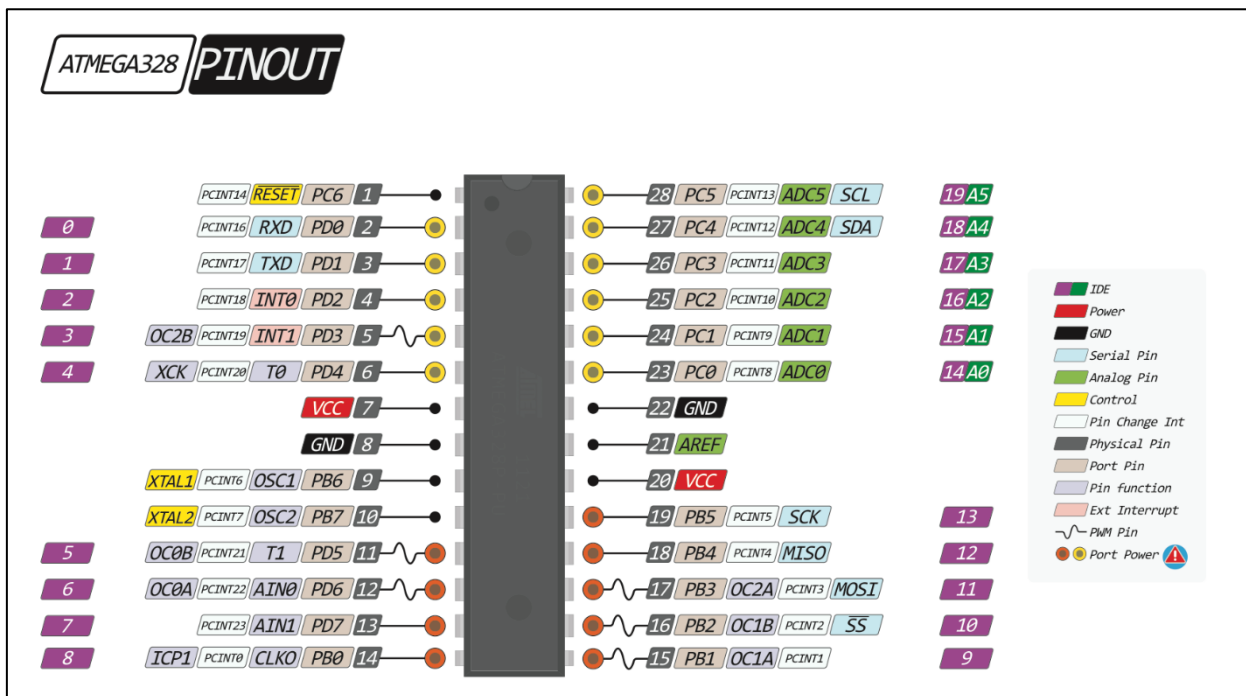 ATMEGA328 PINOUT
PCINT14 RESET PC6 1 28 PC5 PCINT13 ADC5 SCL 19 A5
0 PCINT16 RXD PD0 2 27 PC4 PCINT12 ADC4 SDA 18 A4
1 PCINT17 TXD PD1 3 26 PC3 PCINT11 ADC3 17 A3
2 PCINT18 INT0 PD2 4 25 PC2 PCINT10 ADC2 16 A2
3 OC2B PCINT19 INT1 PD3 5 24 PC1 PCINT9 ADC1 15 A1
4 XCK PCINT20 T0 PD4 6 23 PC0 PCINT8 ADC0 14 A0
VCC 7 22 GND
GND 8 21 AREF
XTAL1 PCINT6 OSC1 PB6 9 20 VCC
XTAL2 PCINT7 OSC2 PB7 10 19 PB5 PCINT5 SCK 13
5 OC0B PCINT21 T1 PD5 11 18 PB4 PCINT4 MISO 12
6 OC0A PCINT22 AIN0 PD6 12 17 PB3 OC2A PCINT3 MOSI 11
7 PCINT23 AIN1 PD7 13 16 PB2 OC1B PCINT2 SS 10
8 ICP1 PCINT0 CLKO PB0 14 15 PB1 OC1A PCINT1 9
IDE
Power
GND
Serial Pin
Analog Pin
Control
Pin Change Int
Physical Pin
Port Pin
Pin function
Ext Interrupt
PWM Pin
Port Power